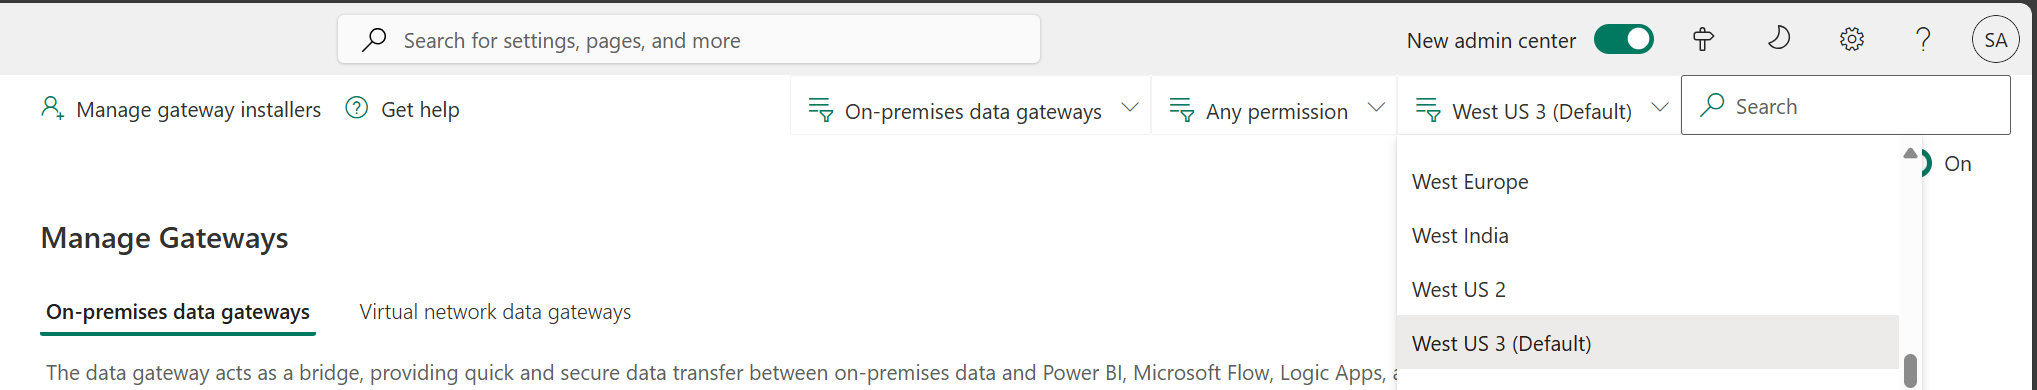 Search for settings, pages, and more
New admin center
SA
Manage gateway installers
Get help
On-premises data gateways
Any permission
West US 3 (Default)
Search
On
West Europe
West India
West US 2
West US 3 (Default)
Manage Gateways
On-premises data gateways
Virtual network data gateways
The data gateway acts as a bridge, providing quick and secure data transfer between on-premises data and Power BI, Microsoft Flow, Logic Apps,